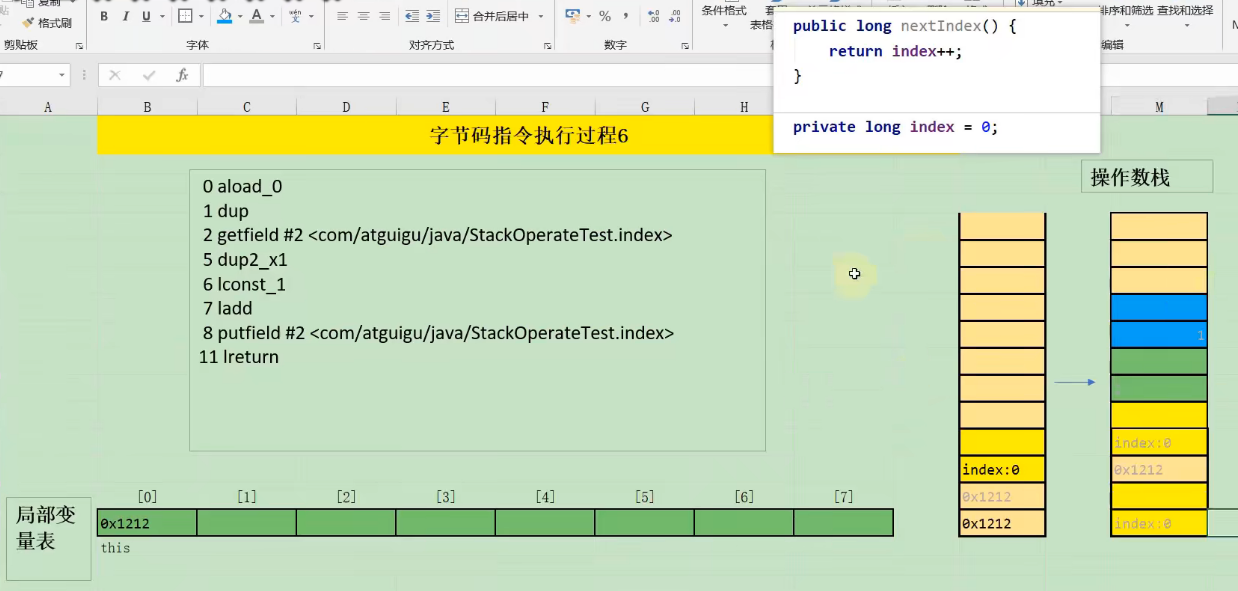 复制
格式刷
剪贴板
B I U
A
字体
对齐方式
合并后居中
%
数字
条件格式
表格
填充
排序和筛选 查找和选择
编辑
fx
A B C D E F G H M
public long nextIndex() {
return index++;
}
private long index = 0;
字节码指令执行过程6
操作数栈
0 aload_0
1 dup
2 getfield #2 <com/atguigu/java/StackOperateTest.index>
5 dup2_x1
6 lconst_1
7 ladd
8 putfield #2 <com/atguigu/java/StackOperateTest.index>
11 lreturn
1
index:0
index:0
0x1212
0x1212
0x1212
index:0
[0] [1] [2] [3] [4] [5] [6] [7]
局部变
量表
0x1212
this